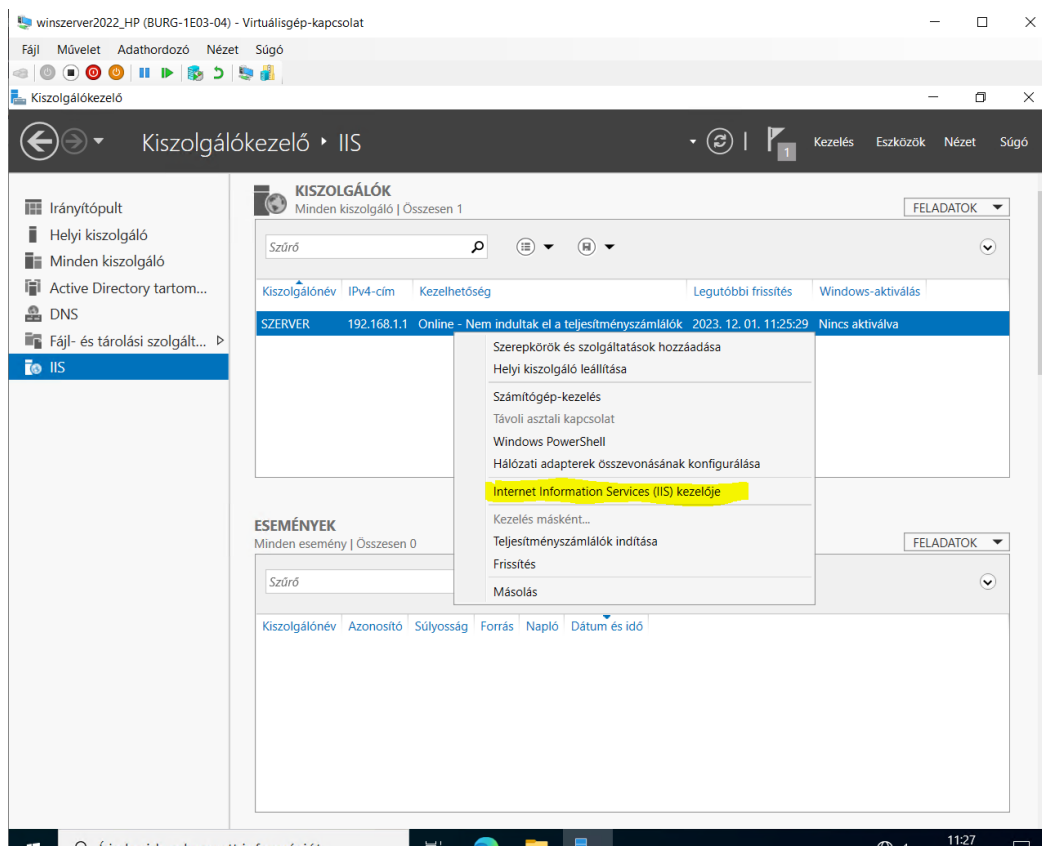 winszerver2022_HP (BURG-1E03-04) - Virtuálisgép-kapcsolat
Fájl Művelet Adathordozó Nézet Súgó
Kiszolgálókezelő
Kiszolgálókezelő IIS
1
Kezelés Eszközök Nézet Súgó
Irányítópult
Helyi kiszolgáló
Minden kiszolgáló
Active Directory tartom...
DNS
Fájl- és tárolási szolgált...
IIS
KISZOLGÁLÓK
Minden kiszolgáló | Összesen 1
FELADATOK
Szűrő
Kiszolgálónév IPv4-cím Kezelhetőség Legutóbbi frissítés Windows-aktiválás
SZERVER 192.168.1.1 Online - Nem indultak el a teljesítményszámlálók 2023. 12. 01. 11:25:29 Nincs aktiválva
Szerepkörök és szolgáltatások hozzáadása
Helyi kiszolgáló leállítása
Számítógép-kezelés
Távoli asztali kapcsolat
Windows PowerShell
Hálózati adapterek összevonásának konfigurálása
Internet Information Services (IIS) kezelője
Kezelés másként...
Teljesítményszámlálók indítása
Frissítés
Másolás
ESEMÉNYEK
Minden esemény | Összesen 0
FELADATOK
Szűrő
Kiszolgálónév Azonosító Súlyosság Forrás Napló Dátum és idő
11:27